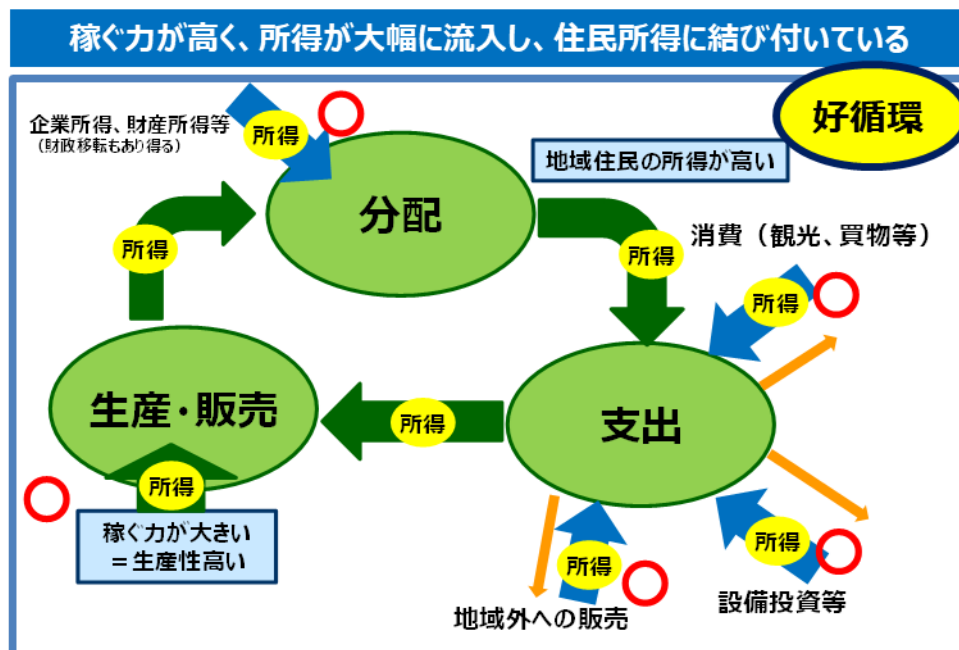 稼ぐ力が高く、所得が大幅に流入し、住民所得に結び付いている
好循環
企業所得、財産所得等
（財政移転もあり得る）
所得
地域住民の所得が高い
分配
所得
所得
消費（観光、買物等）
所得
生産・販売
所得
支出
所得
稼ぐ力が大きい
＝生産性高い
所得
所得
地域外への販売
設備投資等